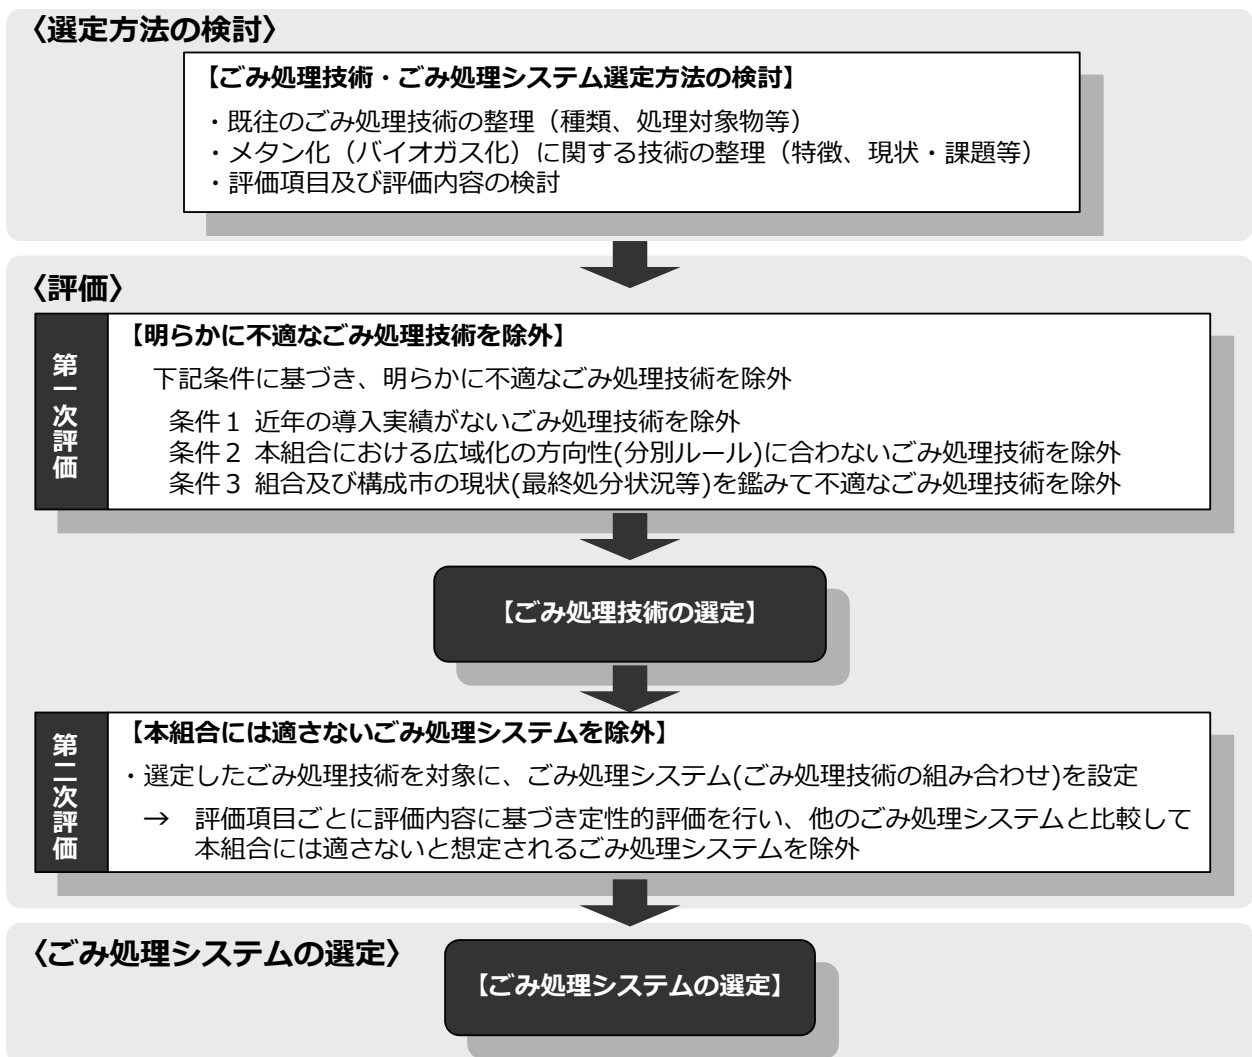 〈選定方法の検討〉
【ごみ処理技術・ごみ処理システム選定方法の検討】
・既往のごみ処理技術の整理（種類、処理対象物等）
・メタン化（バイオガス化）に関する技術の整理（特徴、現状・課題等）
・評価項目及び評価内容の検討
〈評価〉
第一次評価
【明らかに不適なごみ処理技術を除外】
下記条件に基づき、明らかに不適なごみ処理技術を除外
条件１ 近年の導入実績がないごみ処理技術を除外
条件２ 本組合における広域化の方向性(分別ルール)に合わないごみ処理技術を除外
条件３ 組合及び構成市の現状(最終処分状況等)を鑑みて不適なごみ処理技術を除外
【ごみ処理技術の選定】
第二次評価
【本組合には適さないごみ処理システムを除外】
・選定したごみ処理技術を対象に、ごみ処理システム(ごみ処理技術の組み合わせ)を設定
→ 評価項目ごとに評価内容に基づき定性的評価を行い、他のごみ処理システムと比較して
本組合には適さないと想定されるごみ処理システムを除外
〈ごみ処理システムの選定〉
【ごみ処理システムの選定】